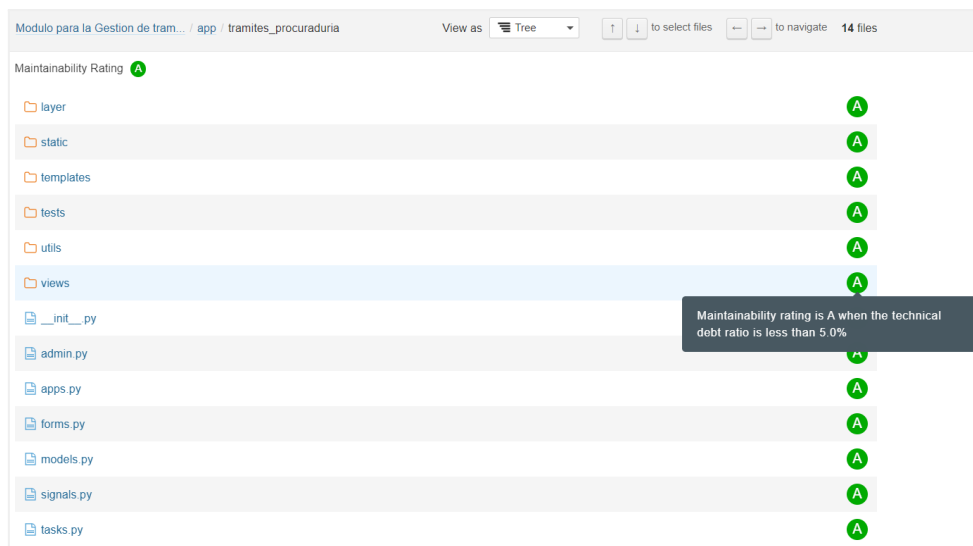 Modulo para la Gestion de tram... / app / tramites_procuraduria View as Tree ↑ ↓ to select files ← → to navigate 14 files
Maintainability Rating A
layer A
static A
templates A
tests A
utils A
views A
__init__.py
Maintainability rating is A when the technical
debt ratio is less than 5.0%
admin.py A
apps.py A
forms.py A
models.py A
signals.py A
tasks.py A